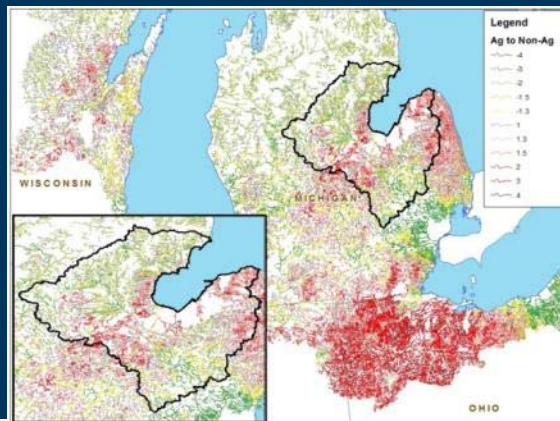 Legend
Ag to Non-Ag
-4
-3
-2
-1.5
-1.3
1
1.3
1.5
2
3
4
WISCONSIN
MICHIGAN
OHIO